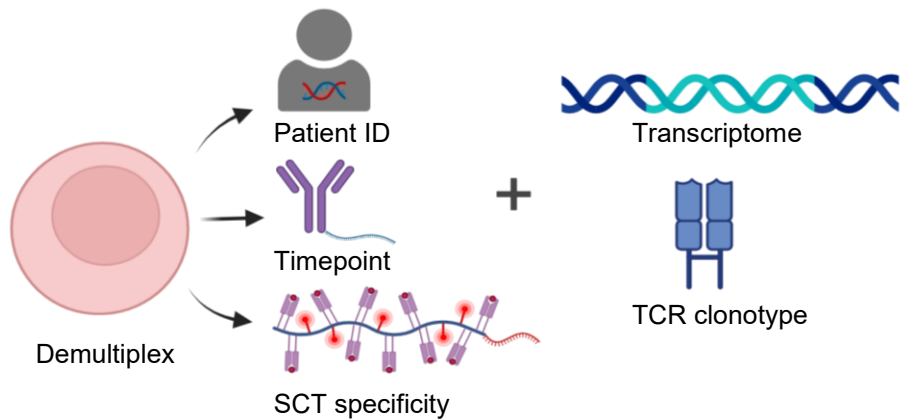 Patient ID
Transcriptome
Timepoint
TCR clonotype
Demultiplex
SCT specificity